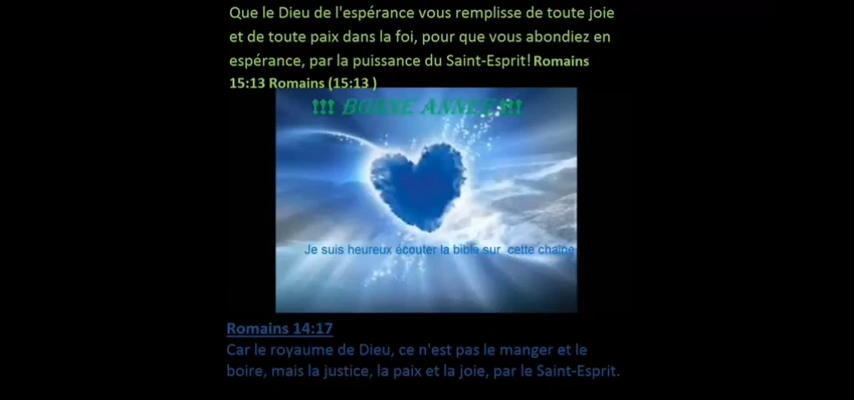 Que le Dieu de l'espérance vous remplisse de toute joie
et de toute paix dans la foi, pour que vous abondiez en
espérance, par la puissance du Saint-Esprit! Romains
15:13 Romains (15:13 )
!!! BONNE ANNEE !!!
Je suis heureux écouter la bible sur cette chaine
Romains 14:17
Car le royaume de Dieu, ce n'est pas le manger et le
boire, mais la justice, la paix et la joie, par le Saint-Esprit.